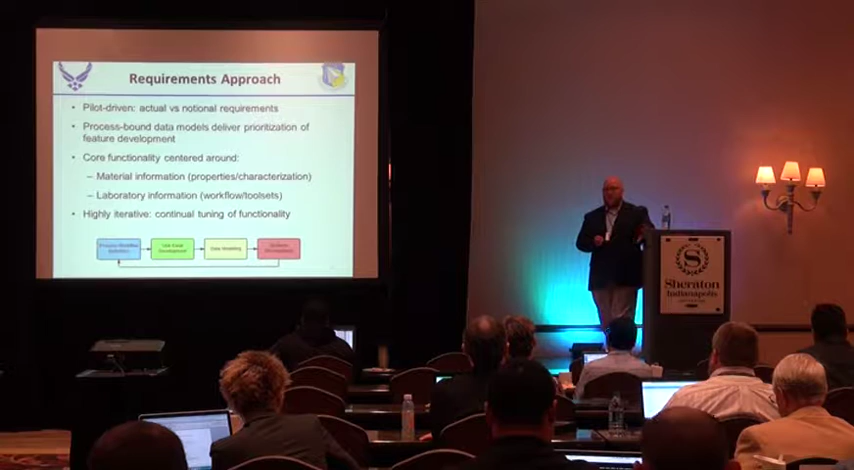 Requirements Approach
• Pilot-driven: actual vs notional requirements
• Process-bound data models deliver prioritization of
feature development
• Core functionality centered around:
– Material information (properties/characterization)
– Laboratory information (workflow/toolsets)
• Highly iterative: continual tuning of functionality
Data Modeling
S
Sheraton
Indianapolis